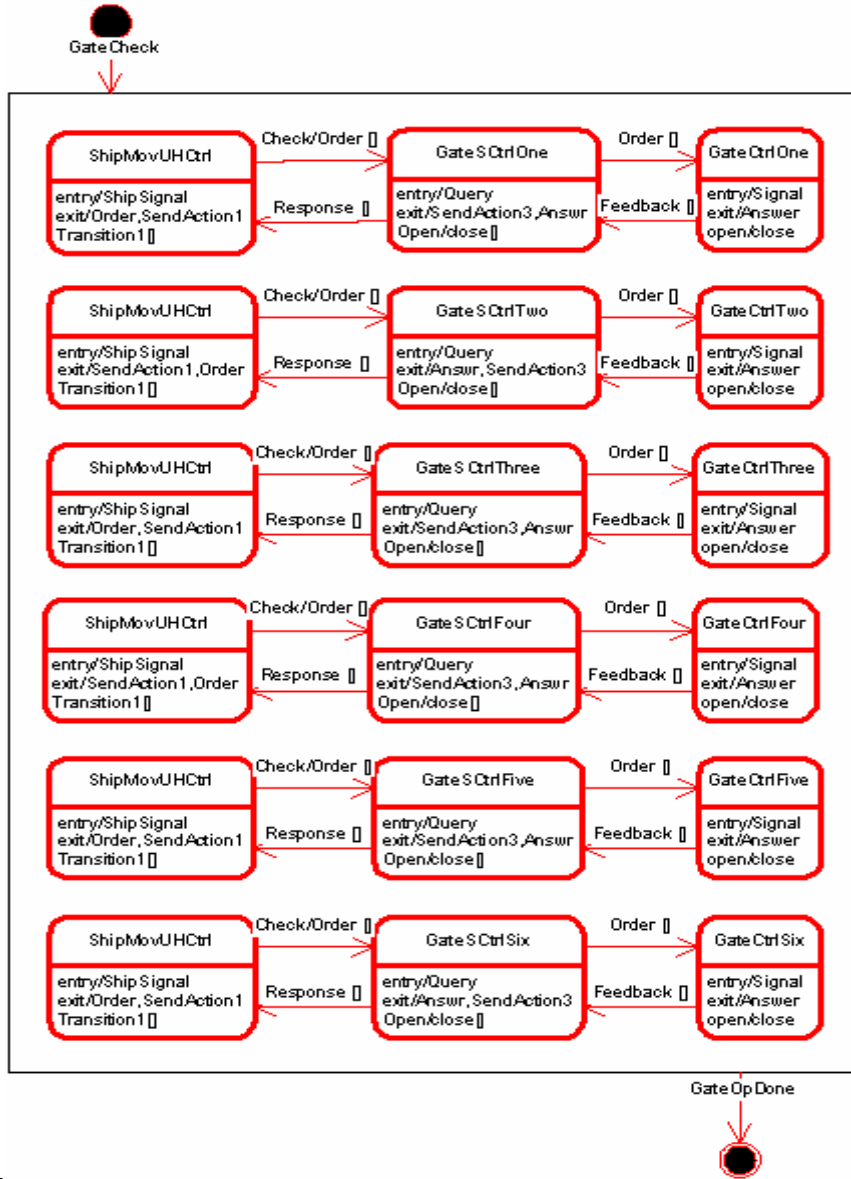 GateCheck
Check/Order [] Order []
ShipMovUHCtrl GateSCtrlOne GateCtrlOne
entry/ShipSignal entry/Query entry/Signal
Response [] Feedback []
exit/Order,SendAction1 exit/SendAction3,Answr exit/Answer
Transition1[] Open/close[] open/close
Check/Order [] Order []
ShipMovUHCtrl GateSCtrlTwo GateCtrlTwo
entry/ShipSignal entry/Query entry/Signal
Response [] Feedback []
exit/SendAction1,Order exit/Answr,SendAction3 exit/Answer
Transition1[] Open/close[] open/close
Check/Order [] Order []
ShipMovUHCtrl GateSCtrlThree GateCtrlThree
entry/ShipSignal entry/Query entry/Signal
Response [] Feedback []
exit/Order,SendAction1 exit/SendAction3,Answr exit/Answer
Transition1[] Open/close[] open/close
Check/Order [] Order []
ShipMovUHCtrl GateSCtrlFour GateCtrlFour
entry/ShipSignal entry/Query entry/Signal
Response [] Feedback []
exit/SendAction1,Order exit/SendAction3,Answr exit/Answer
Transition1[] Open/close[] open/close
Check/Order [] Order []
ShipMovUHCtrl GateSCtrlFive GateCtrlFive
entry/ShipSignal entry/Query entry/Signal
Response [] Feedback []
exit/Order,SendAction1 exit/SendAction3,Answr exit/Answer
Transition1[] Open/close[] open/close
Check/Order [] Order []
ShipMovUHCtrl GateSCtrlSix GateCtrlSix
entry/ShipSignal entry/Query entry/Signal
Response [] Feedback []
exit/Order,SendAction1 exit/Answr,SendAction3 exit/Answer
Transition1[] Open/close[] open/close
GateOpDone